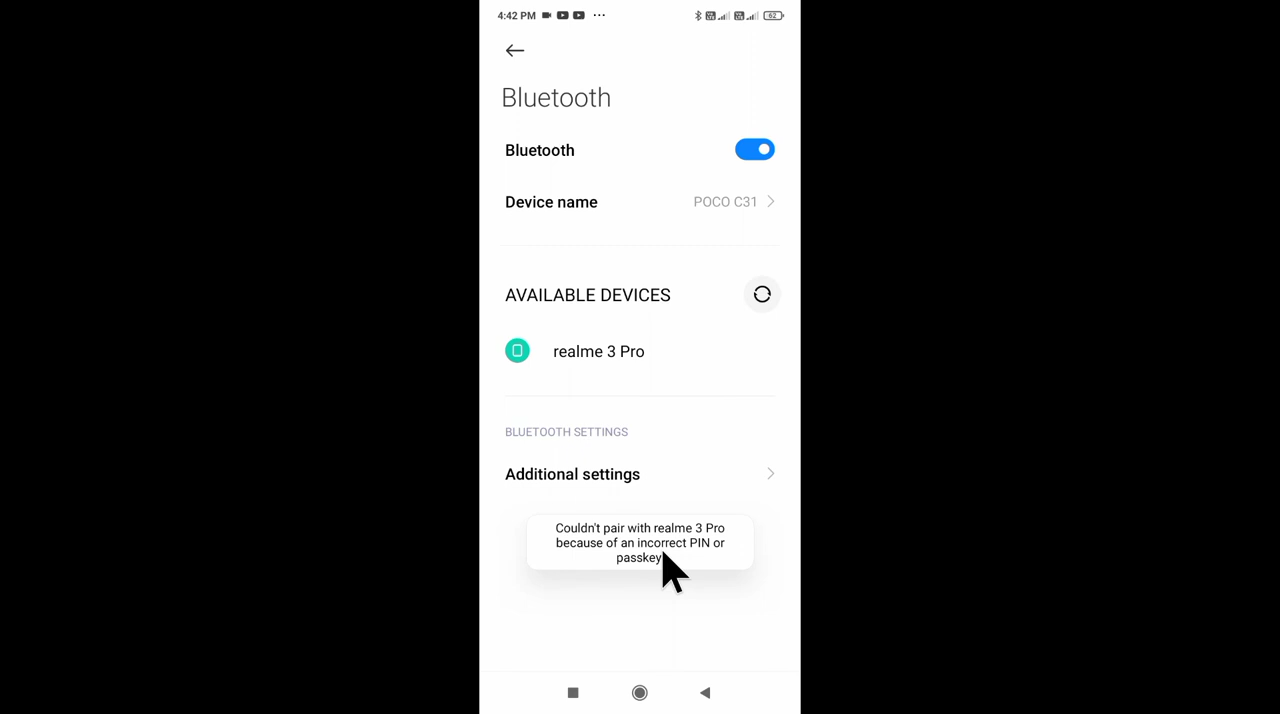 4:42 PM ...
62
Bluetooth
Bluetooth
Device name POCO C31
AVAILABLE DEVICES
realme 3 Pro
BLUETOOTH SETTINGS
Additional settings
Couldn't pair with realme 3 Pro
because of an incorrect PIN or
passkey